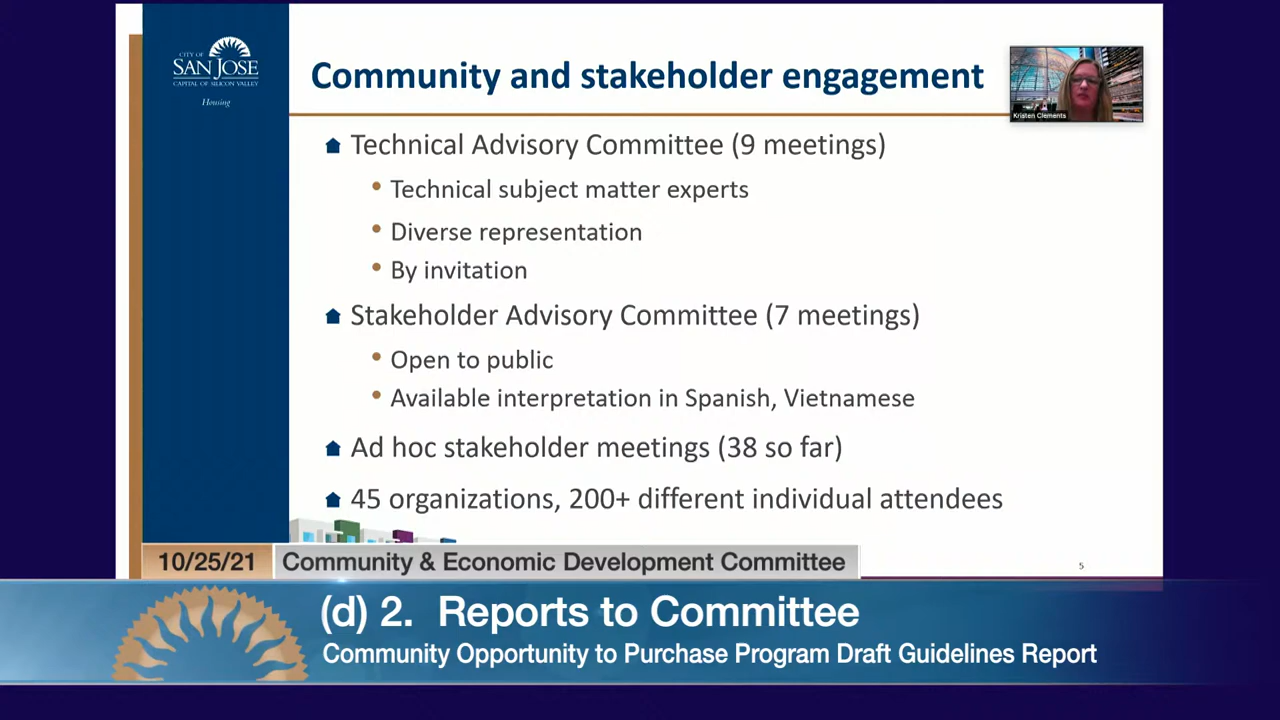 CITY OF
SAN JOSE
CAPITAL OF SILICON VALLEY
Housing
Community and stakeholder engagement
Kristen Clements
Technical Advisory Committee (9 meetings)
• Technical subject matter experts
• Diverse representation
• By invitation
Stakeholder Advisory Committee (7 meetings)
• Open to public
• Available interpretation in Spanish, Vietnamese
Ad hoc stakeholder meetings (38 so far)
45 organizations, 200+ different individual attendees
5
10/25/21 Community & Economic Development Committee
(d) 2. Reports to Committee
Community Opportunity to Purchase Program Draft Guidelines Report